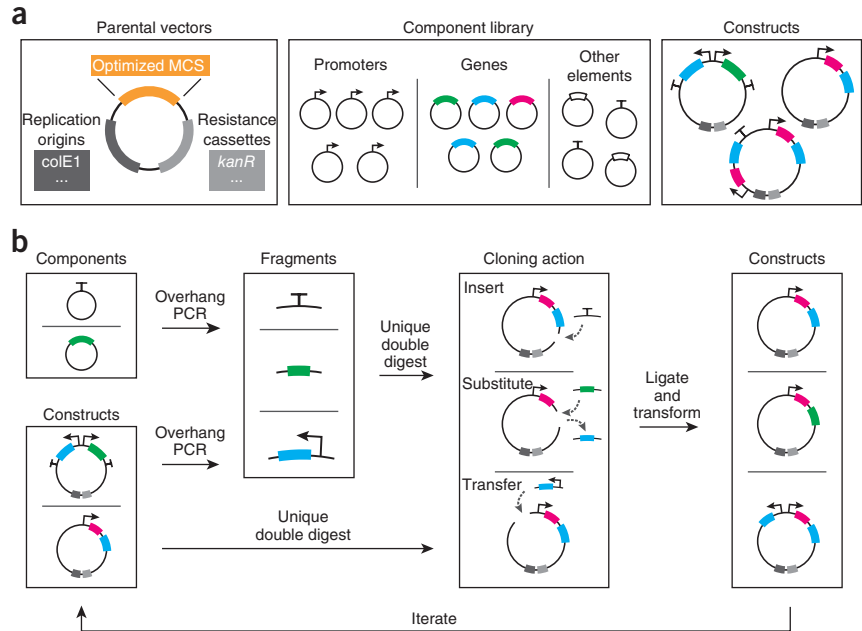 a
Parental vectors
Optimized MCS
Replication
origins
colE1
...
Resistance
cassettes
kanR
...
Component library
Promoters
Genes
Other
elements
Constructs
b
Components
Overhang
PCR
Fragments
Unique
double
digest
Cloning action
Insert
Substitute
Transfer
Ligate
and
transform
Constructs
Constructs
Overhang
PCR
Unique
double digest
Iterate